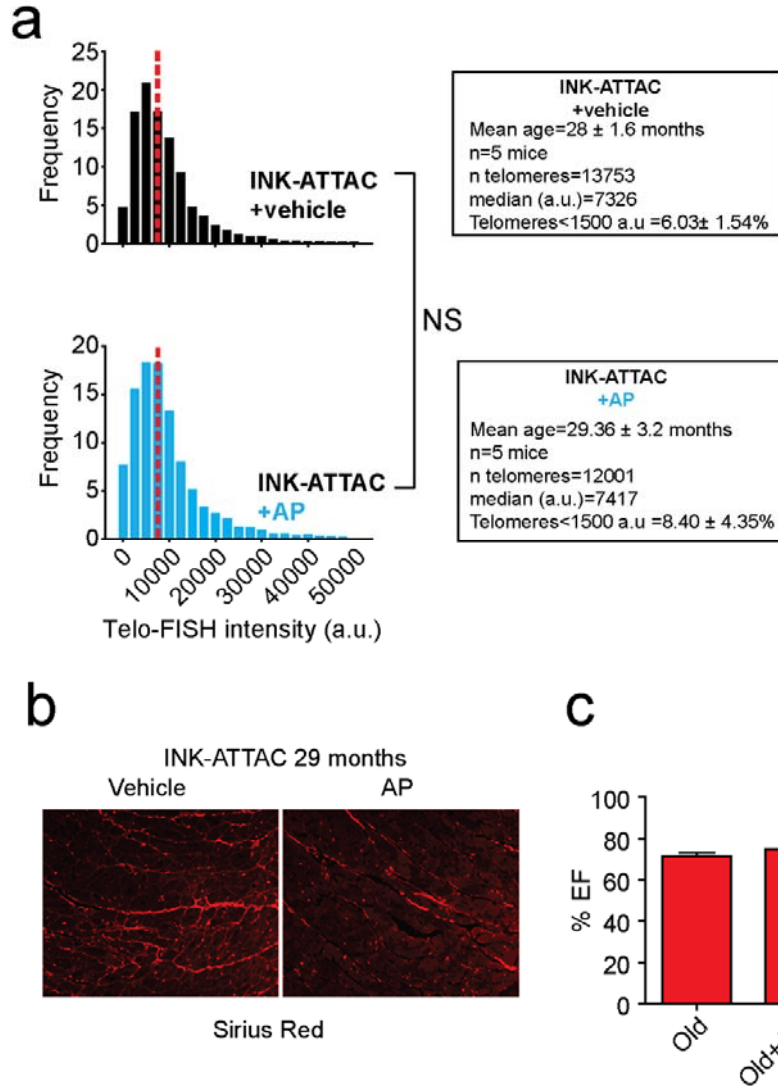 a
Frequency
25
20
15
10
5
0
INK-ATTAC
+vehicle
INK-ATTAC
+vehicle
Mean age=28 ± 1.6 months
n=5 mice
n telomeres=13753
median (a.u.)=7326
Telomeres<1500 a.u =6.03± 1.54%
NS
Frequency
20
15
10
5
0
INK-ATTAC
+AP
0
10000
20000
30000
40000
50000
Telo-FISH intensity (a.u.)
INK-ATTAC
+AP
Mean age=29.36 ± 3.2 months
n=5 mice
n telomeres=12001
median (a.u.)=7417
Telomeres<1500 a.u =8.40 ± 4.35%
b
INK-ATTAC 29 months
Vehicle
AP
Sirius Red
c
% EF
100
80
60
40
20
0
Old
Old+